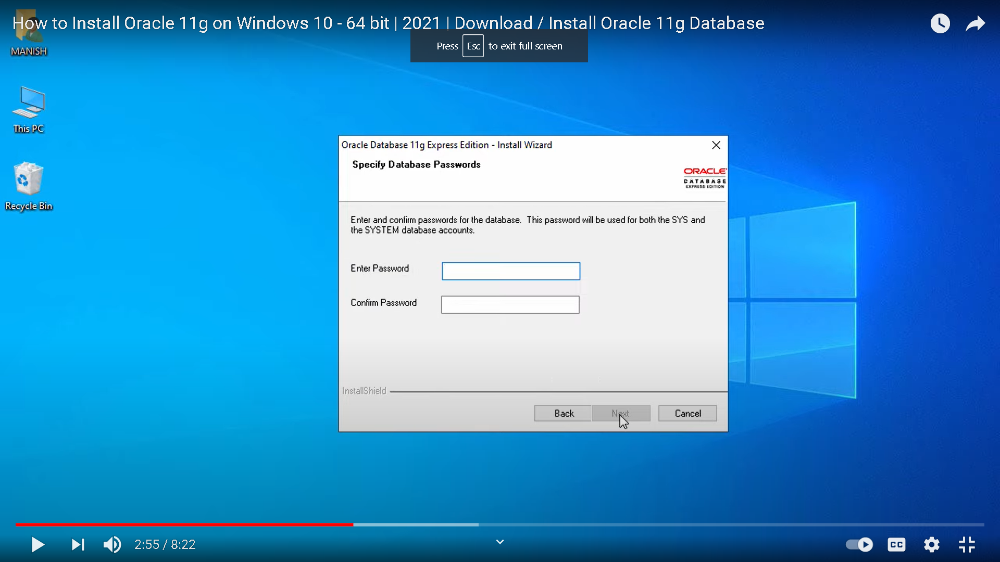 How to Install Oracle 11g on Windows 10 - 64 bit | 2021 | Download / Install Oracle 11g Database
Press Esc to exit full screen
MANISH
This PC
Recycle Bin
Oracle Database 11g Express Edition - Install Wizard
Specify Database Passwords
ORACLE
DATABASE
EXPRESS EDITION
Enter and confirm passwords for the database. This password will be used for both the SYS and
the SYSTEM database accounts.
Enter Password
Confirm Password
InstallShield
Back
Next
Cancel
2:55 / 8:22
CC